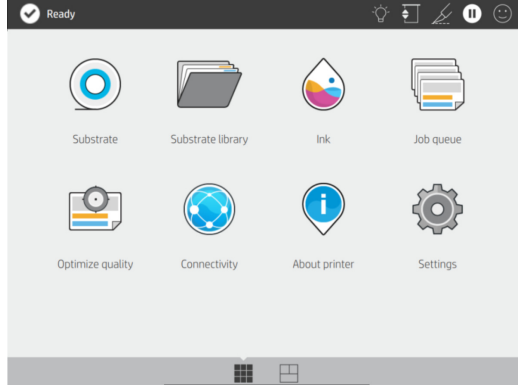 Ready
Substrate
Substrate library
Ink
Job queue
Optimize quality
Connectivity
About printer
Settings